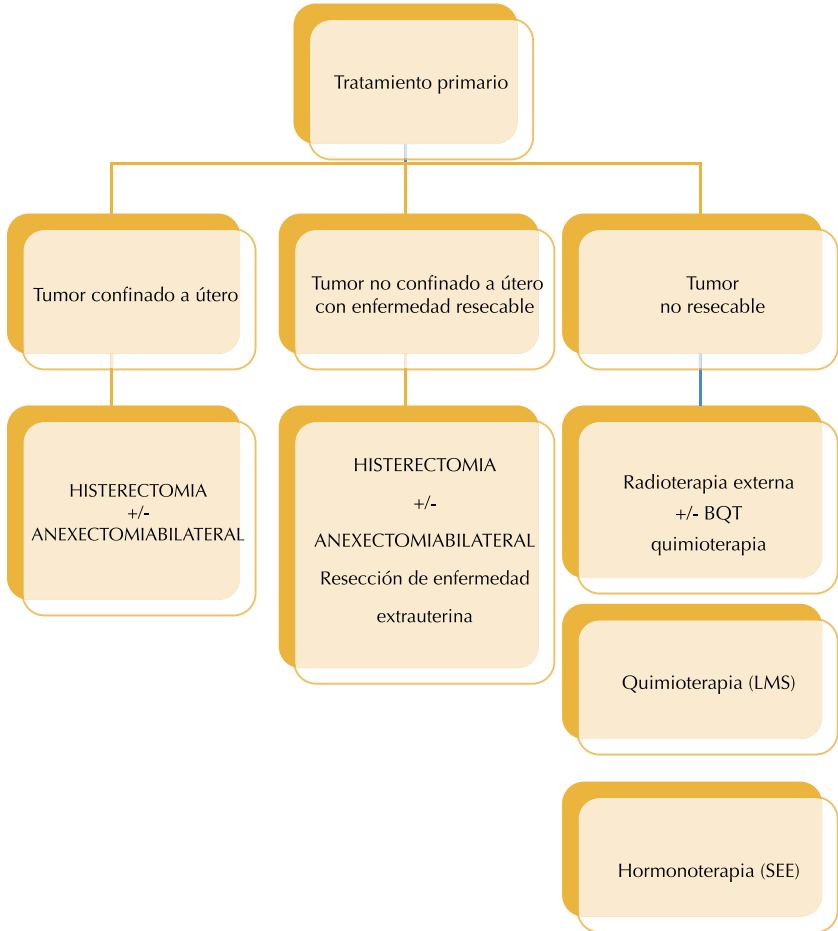 Tratamiento primario
Tumor confinado a útero
Tumor no confinado a útero
con enfermedad resecable
Tumor
no resecable
HISTERECTOMIA
+/-
ANEXECTOMIABILATERAL
HISTERECTOMIA
+/-
ANEXECTOMIABILATERAL
Resección de enfermedad
extrauterina
Radioterapia externa
+/- BQT
quimioterapia
Quimioterapia (LMS)
Hormonoterapia (SEE)